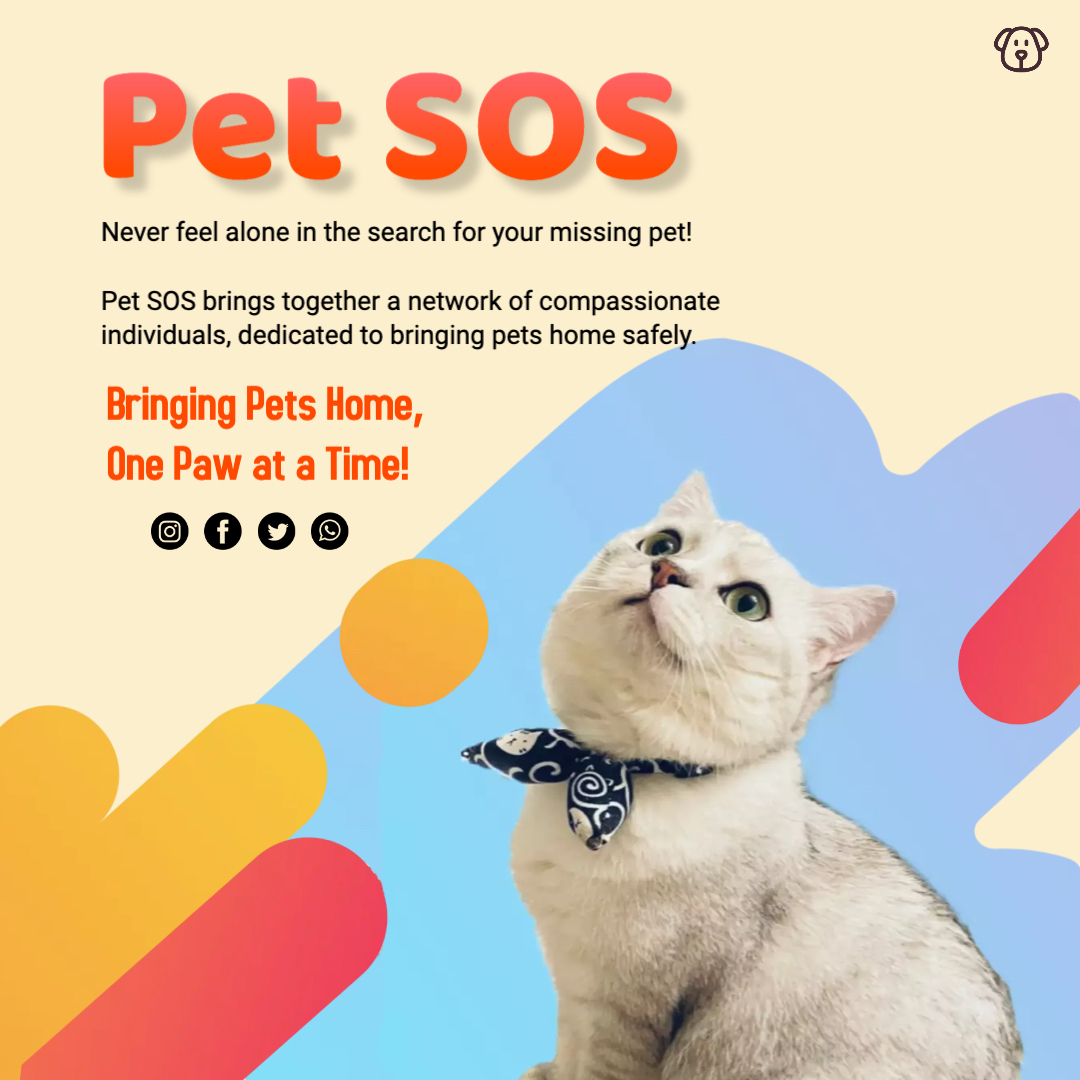 Pet SOS
Never feel alone in the search for your missing pet!
Pet SOS brings together a network of compassionate
individuals, dedicated to bringing pets home safely.
Bringing Pets Home,
One Paw at a Time!